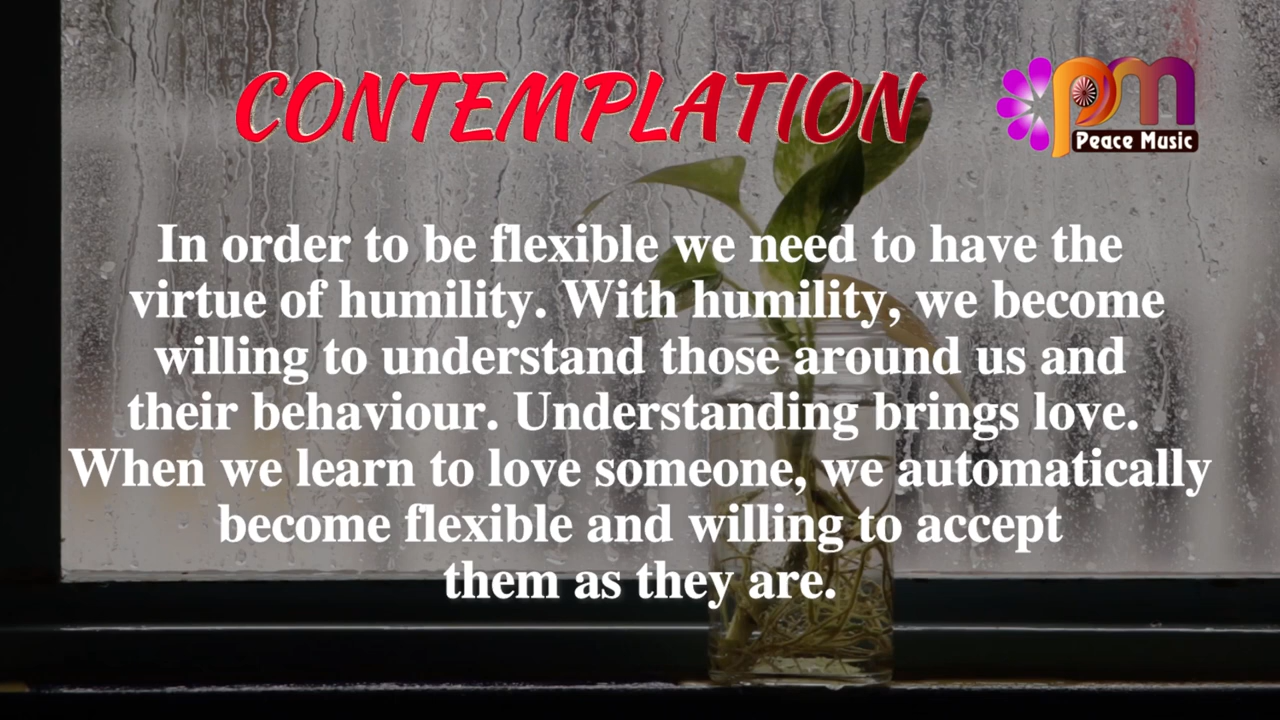 CONTEMPLATION
pm
Peace Music
In order to be flexible we need to have the
virtue of humility. With humility, we become
willing to understand those around us and
their behaviour. Understanding brings love.
When we learn to love someone, we automatically
become flexible and willing to accept
them as they are.